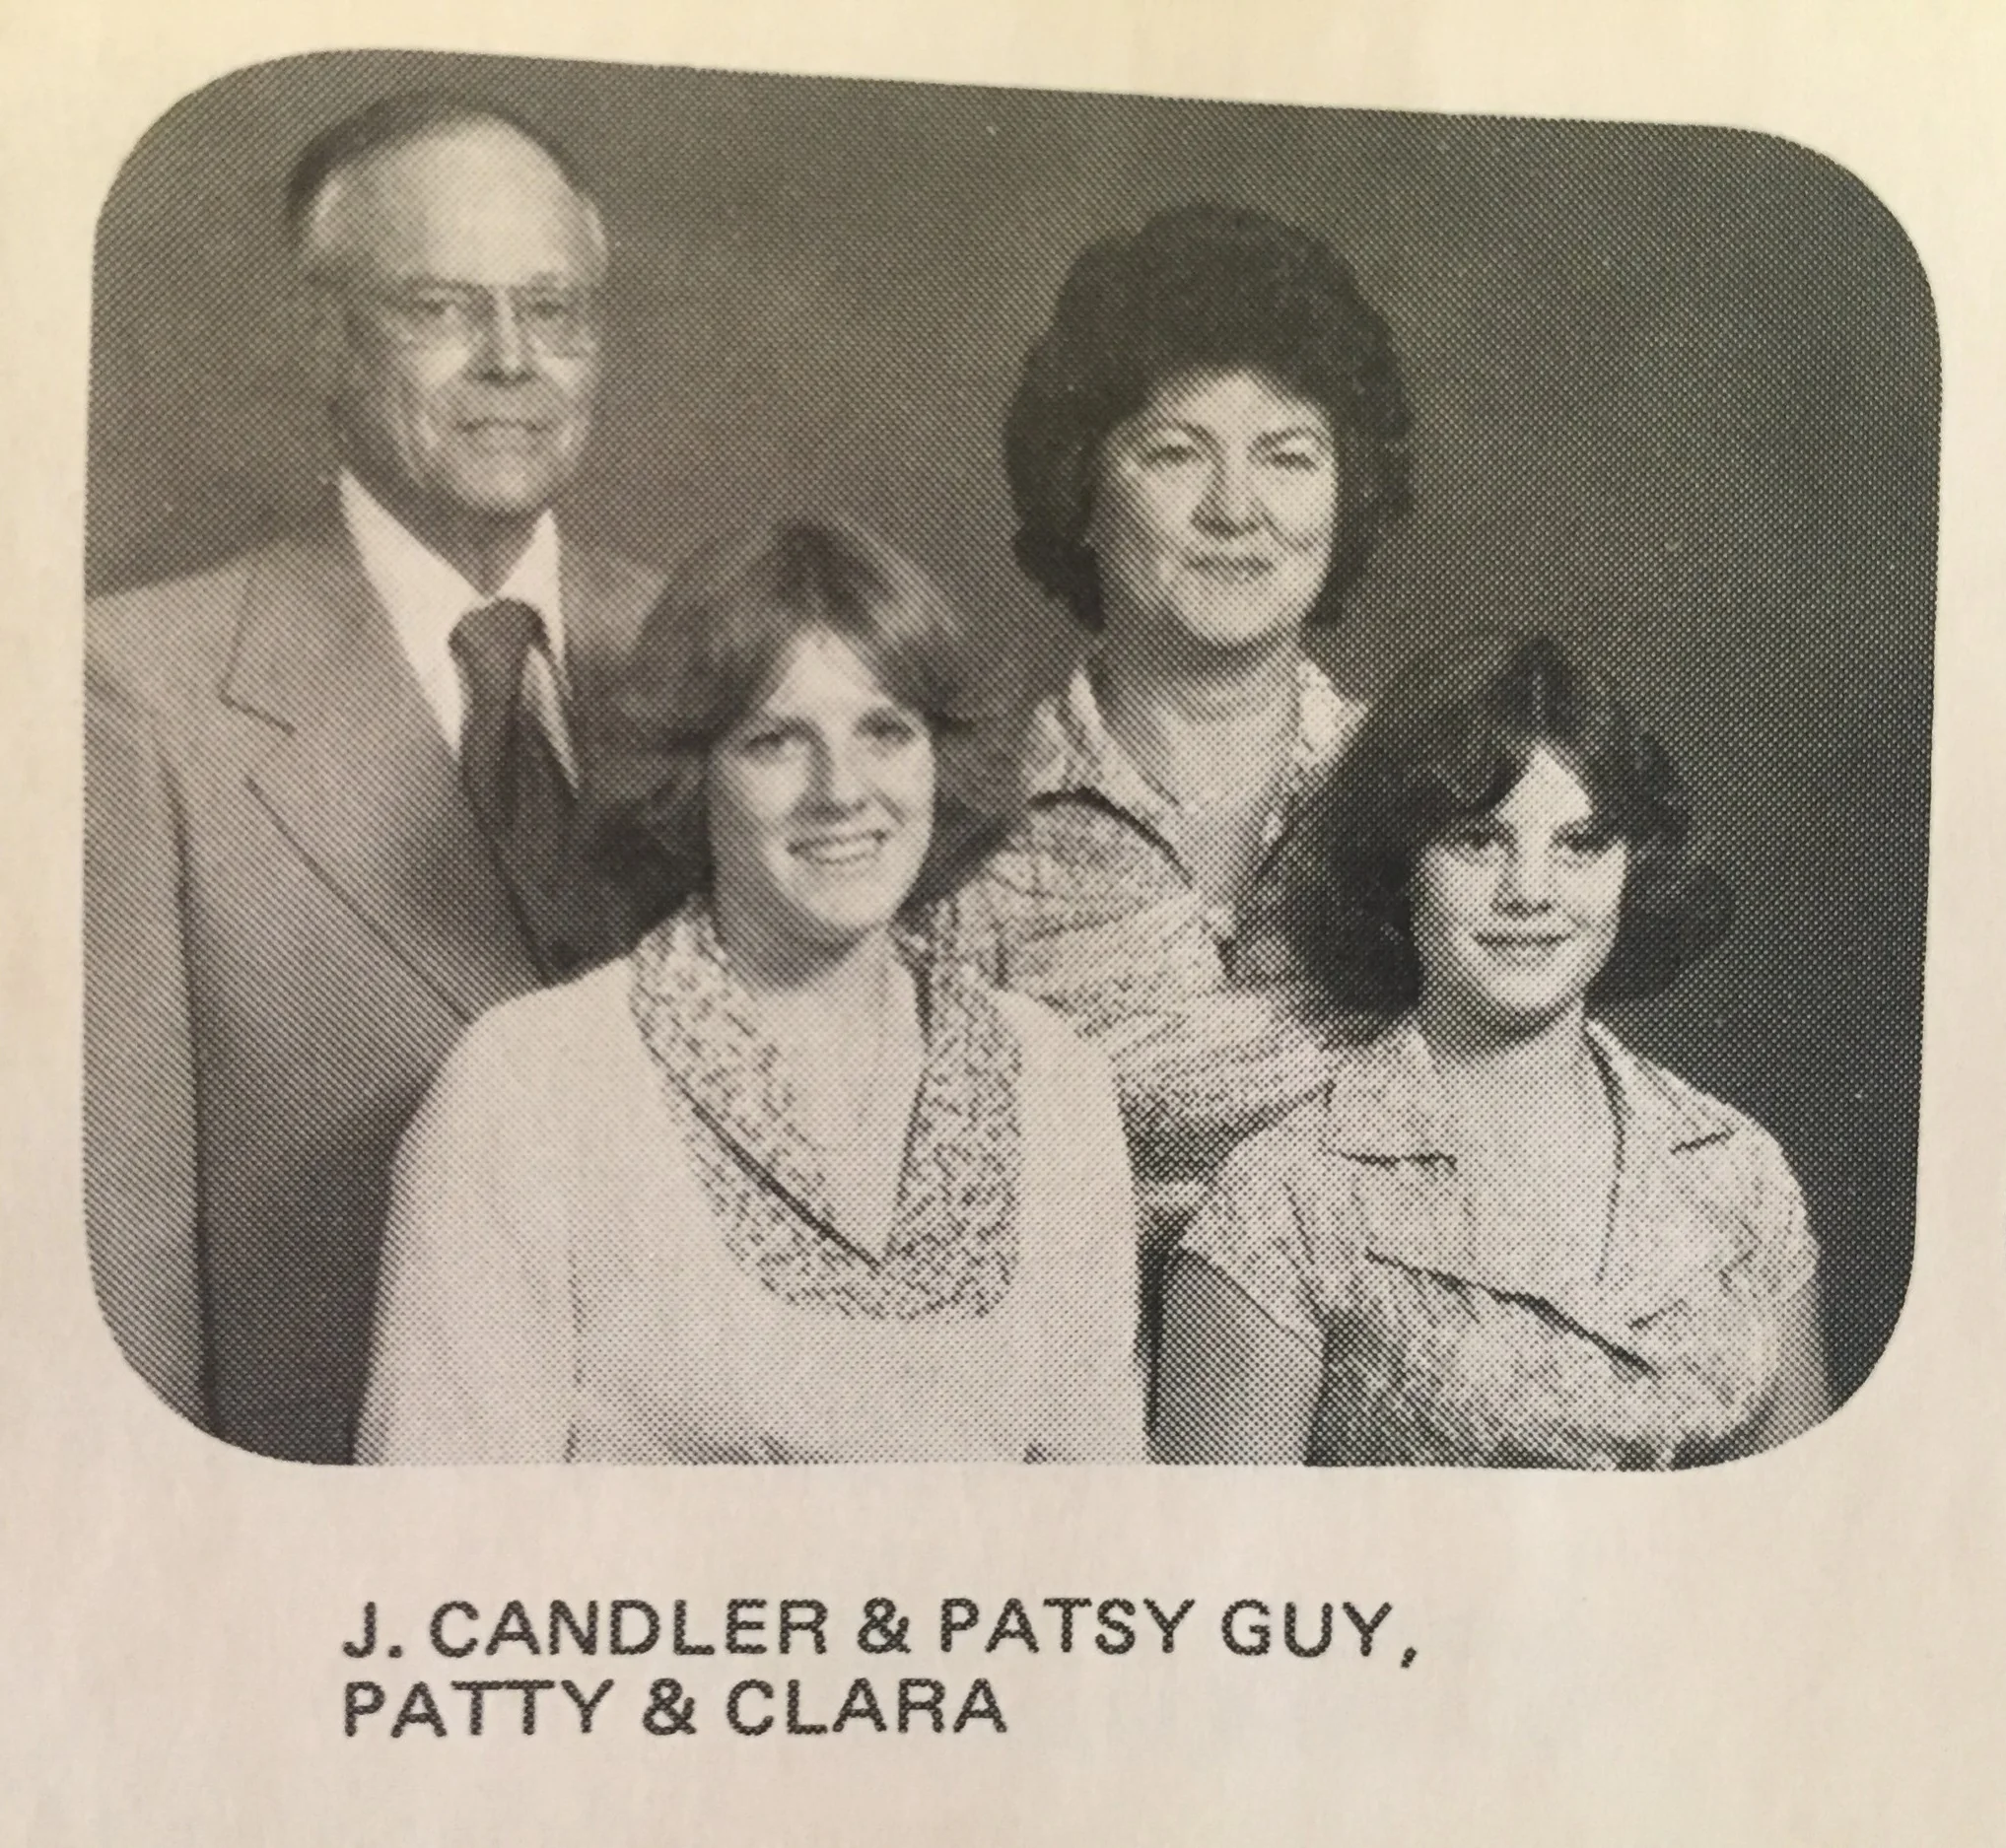 J. CANDLER & PATSY GUY,
PATTY & CLARA